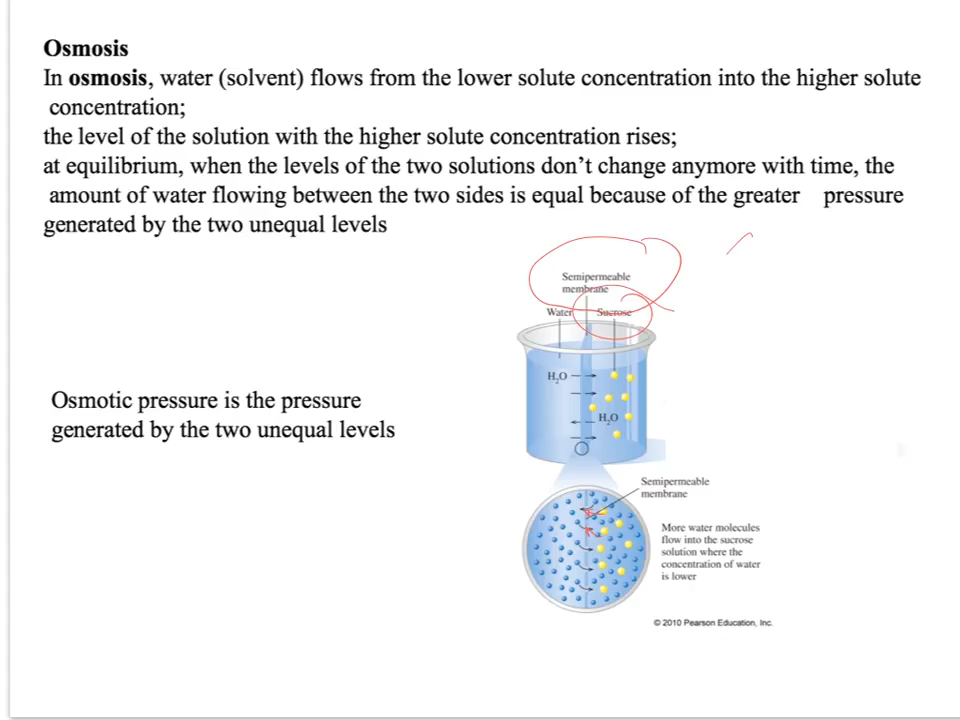 Osmosis
In osmosis, water (solvent) flows from the lower solute concentration into the higher solute
concentration;
the level of the solution with the higher solute concentration rises;
at equilibrium, when the levels of the two solutions don’t change anymore with time, the
amount of water flowing between the two sides is equal because of the greater pressure
generated by the two unequal levels
Semipermeable
membrane
Water Sucrose
H₂O
H₂O
Osmotic pressure is the pressure
generated by the two unequal levels
Semipermeable
membrane
More water molecules
flow into the sucrose
solution where the
concentration of water
is lower
© 2010 Pearson Education, Inc.